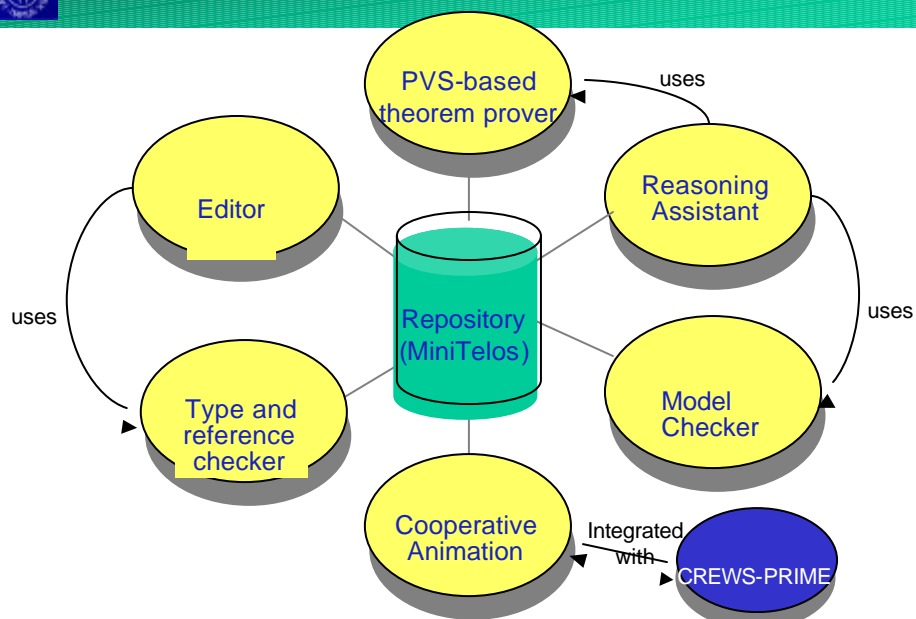 PVS-based
theorem prover
uses
Editor
Reasoning
Assistant
uses
Repository
(MiniTelos)
uses
Type and
reference
checker
Model
Checker
Cooperative
Animation
Integrated
with
CREWS-PRIME